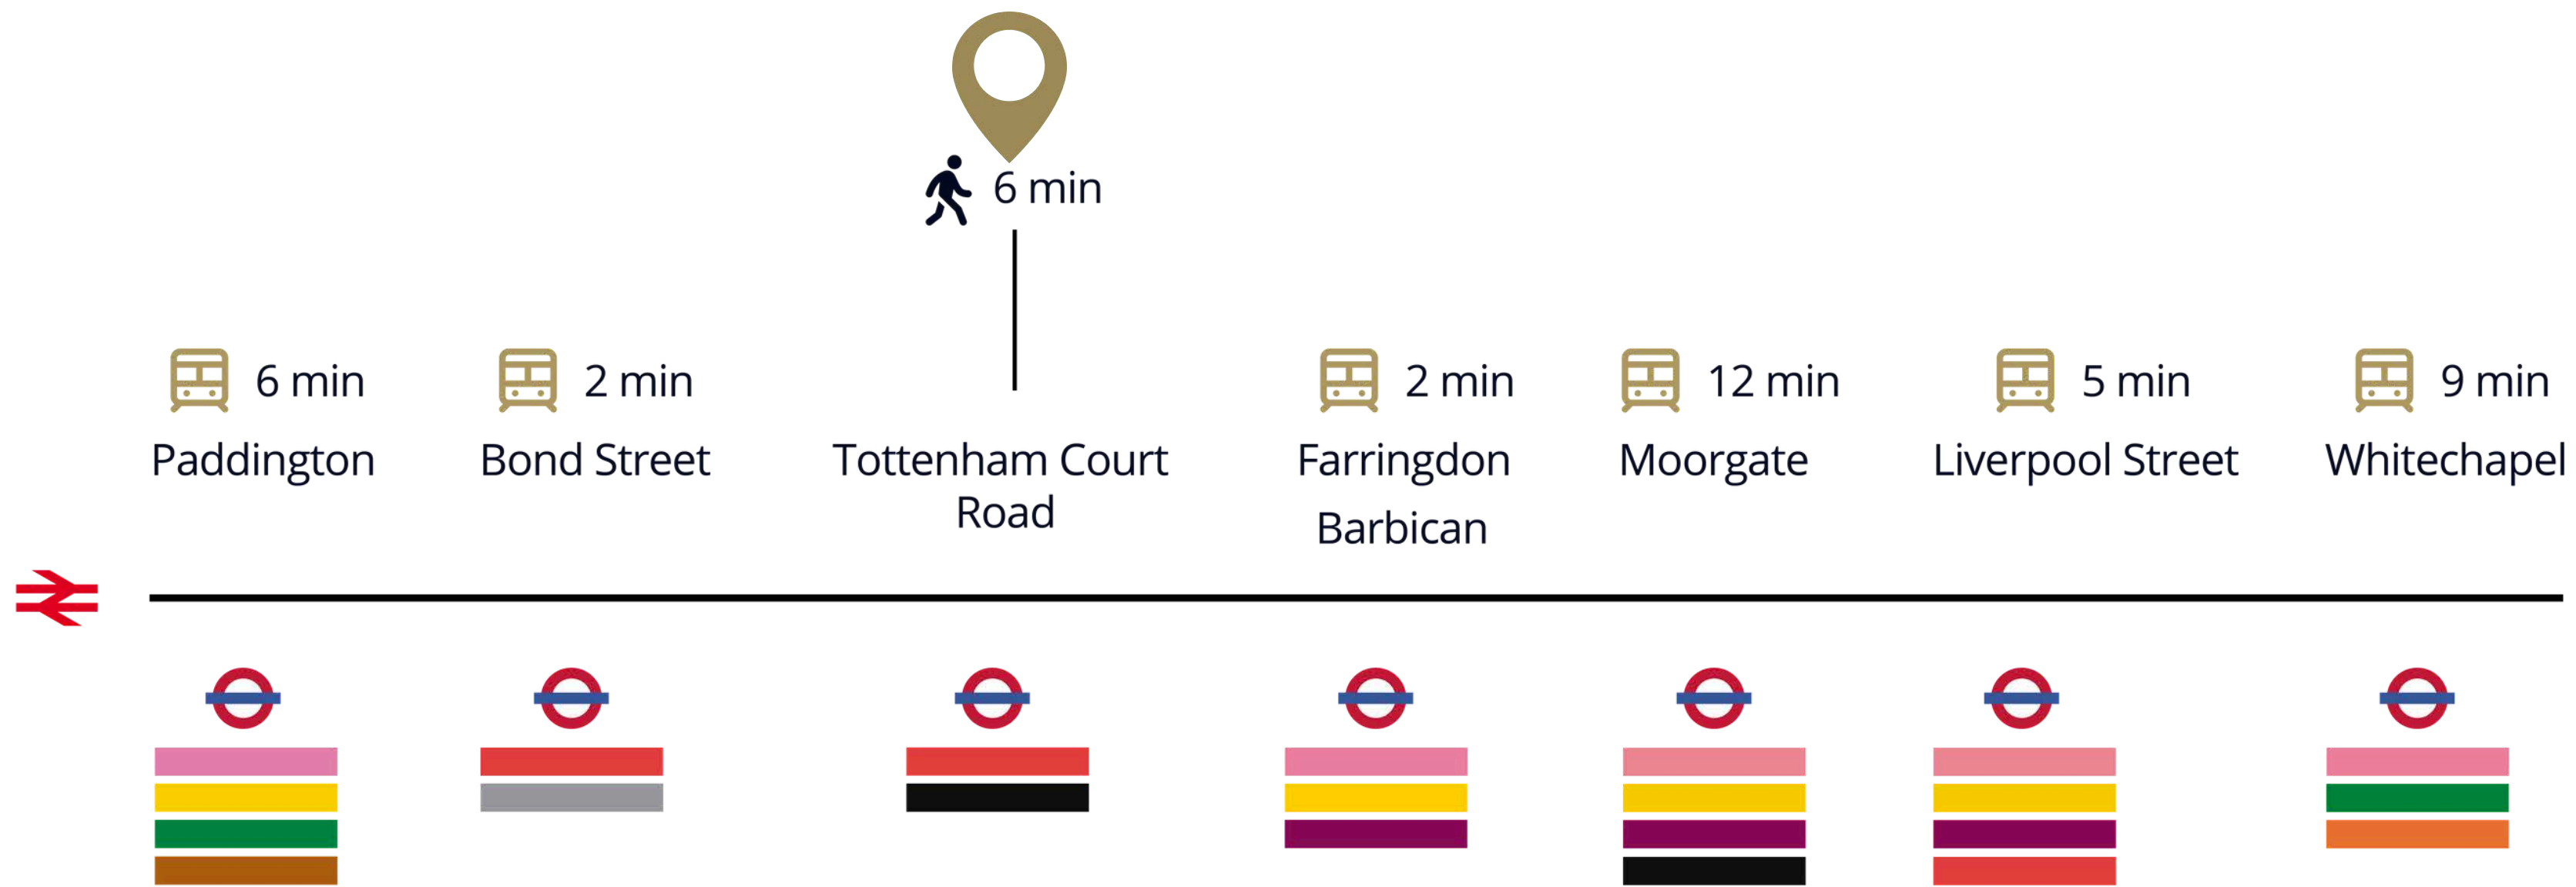 6 min
6 min
2 min
2 min
12 min
5 min
9 min
Paddington
Bond Street
Tottenham Court
Road
Farringdon
Barbican
Moorgate
Liverpool Street
Whitechapel